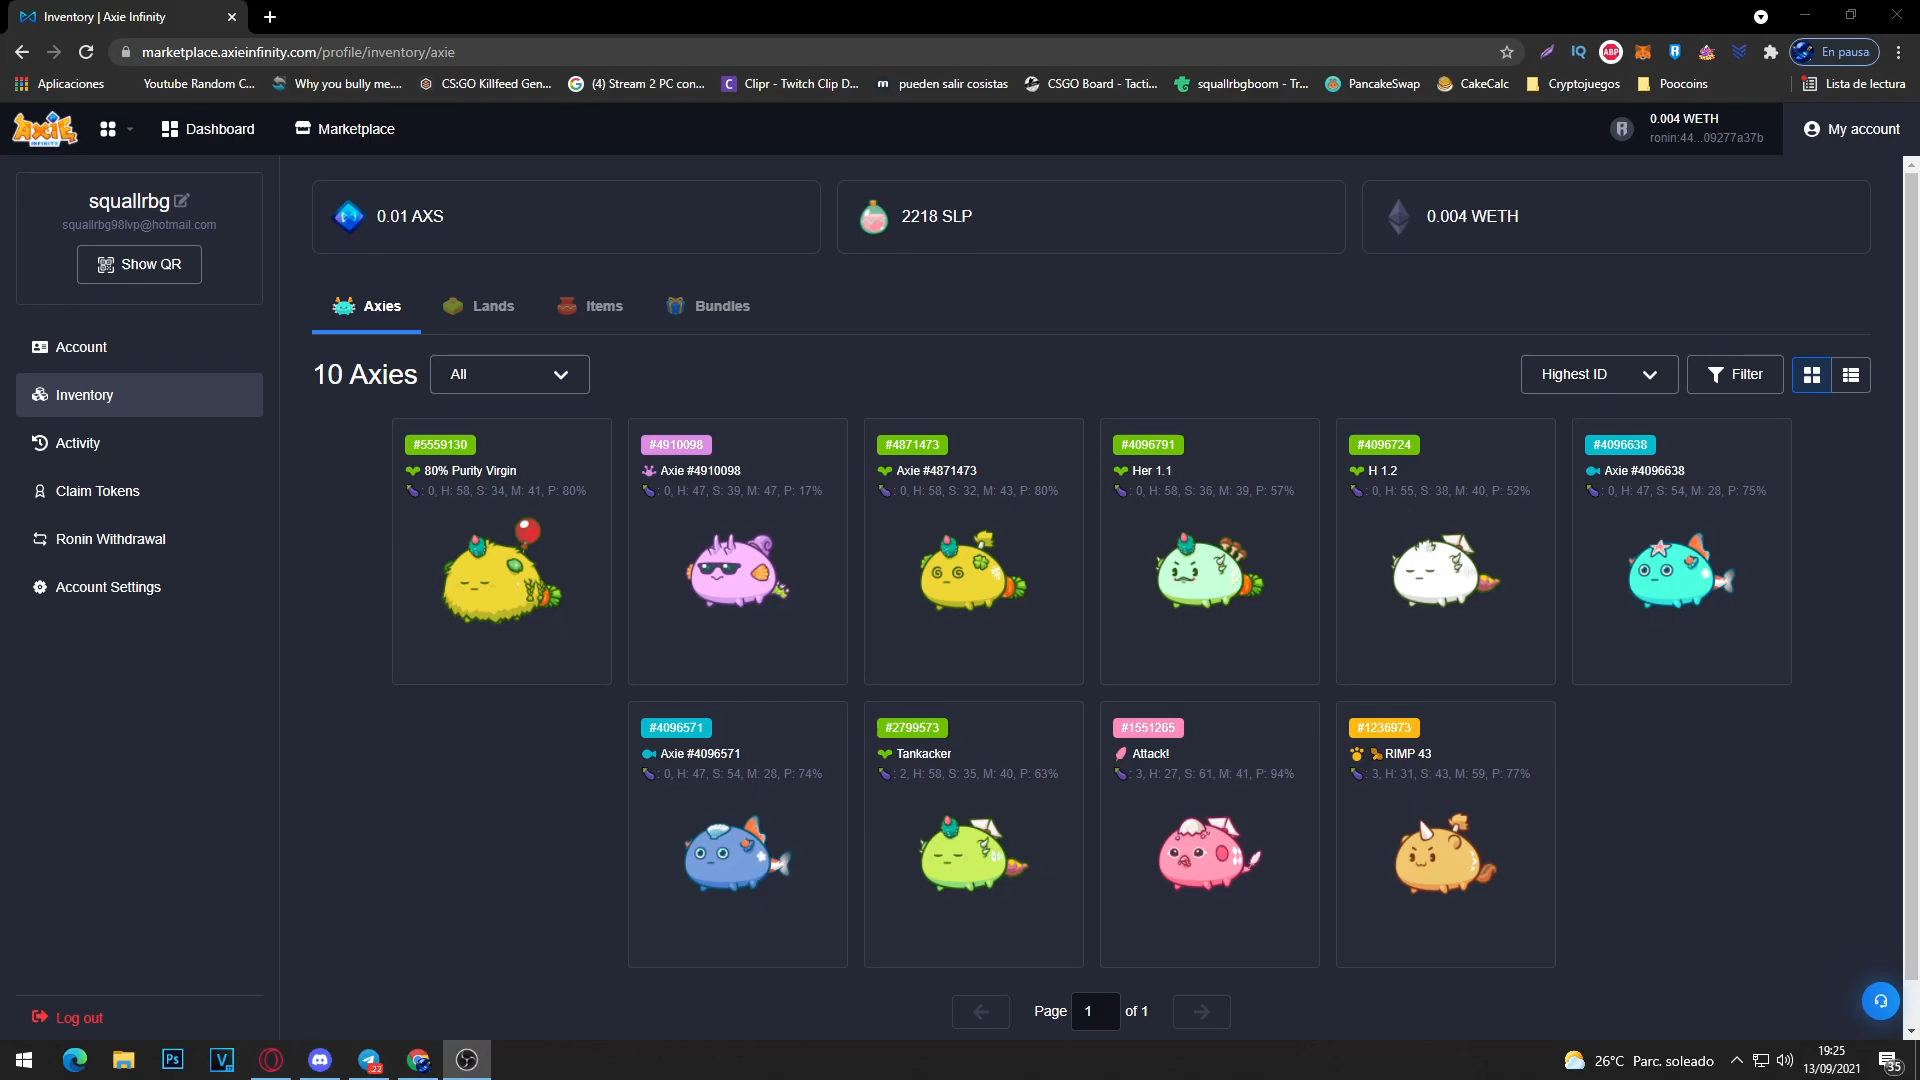 Inventory | Axie Infinity
marketplace.axieinfinity.com/profile/inventory/axie
IQ
ABP
En pausa
Aplicaciones
Youtube Random C...
Why you bully me....
CS:GO Killfeed Gen...
(4) Stream 2 PC con...
Clipr - Twitch Clip D...
pueden salir cosistas
CSGO Board - Tacti...
squallrbgboom - Tr...
PancakeSwap
CakeCalc
Cryptojuegos
Poocoins
Lista de lectura
AXIE
INFINITY
Dashboard
Marketplace
0.004 WETH
ronin:44...09277a37b
My account
squallrbg
squallrbg98lvp@hotmail.com
Show QR
Account
Inventory
Activity
Claim Tokens
Ronin Withdrawal
Account Settings
Log out
0.01 AXS
2218 SLP
0.004 WETH
Axies
Lands
Items
Bundles
10 Axies
All
Highest ID
Filter
#5559130
80% Purity Virgin
: 0, H: 58, S: 34, M: 41, P: 80%
#4910098
Axie #4910098
: 0, H: 47, S: 39, M: 47, P: 17%
#4871473
Axie #4871473
: 0, H: 58, S: 32, M: 43, P: 80%
#4096791
Her 1.1
: 0, H: 58, S: 36, M: 39, P: 57%
#4096724
H 1.2
: 0, H: 55, S: 38, M: 40, P: 52%
#4096638
Axie #4096638
: 0, H: 47, S: 54, M: 28, P: 75%
#4096571
Axie #4096571
: 0, H: 47, S: 54, M: 28, P: 74%
#2799573
Tankacker
: 2, H: 58, S: 35, M: 40, P: 63%
#1551265
Attack!
: 3, H: 27, S: 61, M: 41, P: 94%
#1236973
RIMP 43
: 3, H: 31, S: 43, M: 59, P: 77%
Page 1 of 1
Ps
V
22
26°C Parc. soleado
19:25
13/09/2021
35